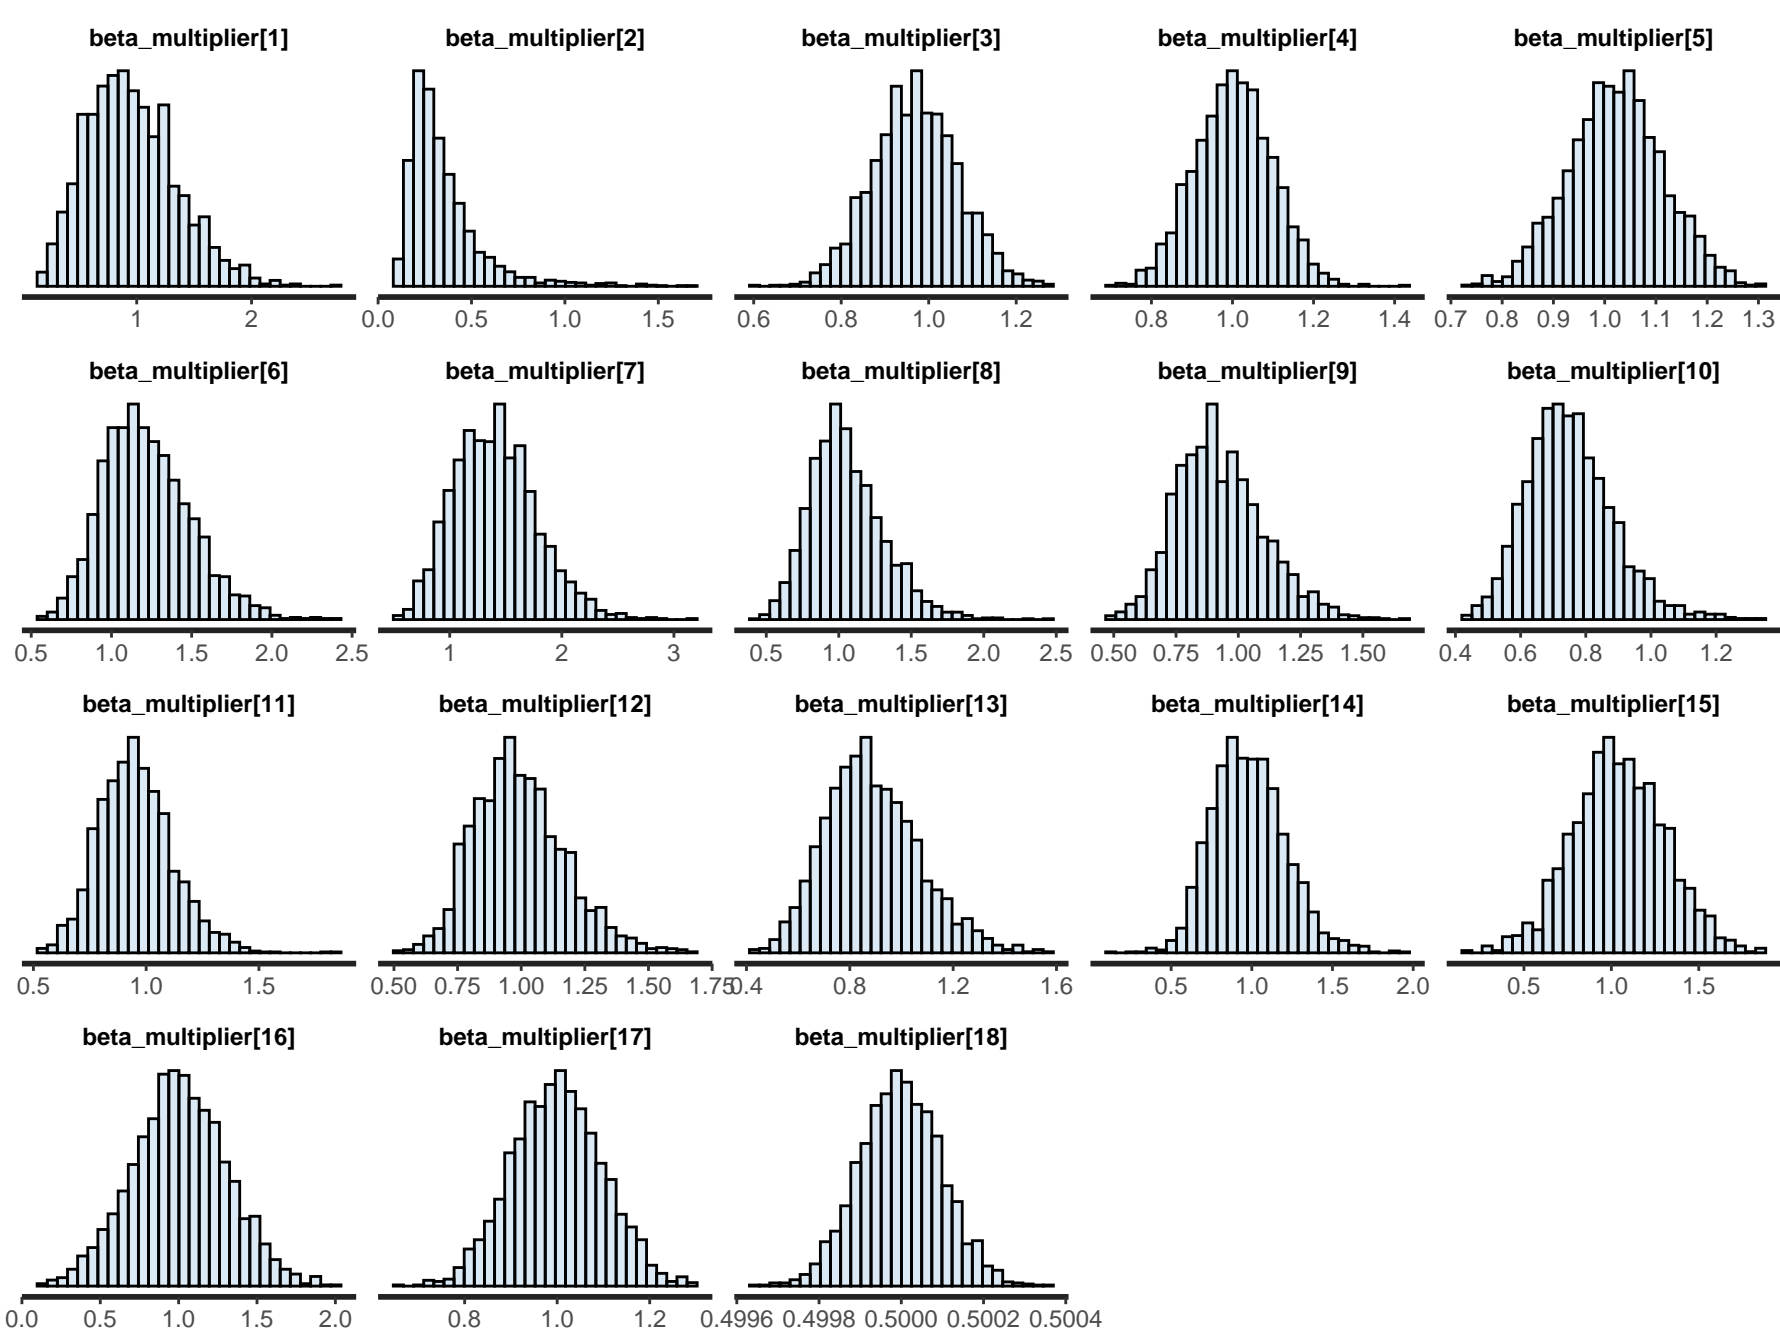 beta_multiplier[1] beta_multiplier[2] beta_multiplier[3] beta_multiplier[4] beta_multiplier[5]
1 2 0.0 0.5 1.0 1.5 0.6 0.8 1.0 1.2 0.8 1.0 1.2 1.4 0.7 0.8 0.9 1.0 1.1 1.2 1.3
beta_multiplier[6] beta_multiplier[7] beta_multiplier[8] beta_multiplier[9] beta_multiplier[10]
0.5 1.0 1.5 2.0 2.5 1 2 3 0.5 1.0 1.5 2.0 2.5 0.50 0.75 1.00 1.25 1.50 0.4 0.6 0.8 1.0 1.2
beta_multiplier[11] beta_multiplier[12] beta_multiplier[13] beta_multiplier[14] beta_multiplier[15]
0.5 1.0 1.5 0.50 0.75 1.00 1.25 1.50 1.75 0.4 0.8 1.2 1.6 0.5 1.0 1.5 2.0 0.5 1.0 1.5
beta_multiplier[16] beta_multiplier[17] beta_multiplier[18]
0.0 0.5 1.0 1.5 2.0 0.8 1.0 1.2 0.4996 0.4998 0.5000 0.5002 0.5004